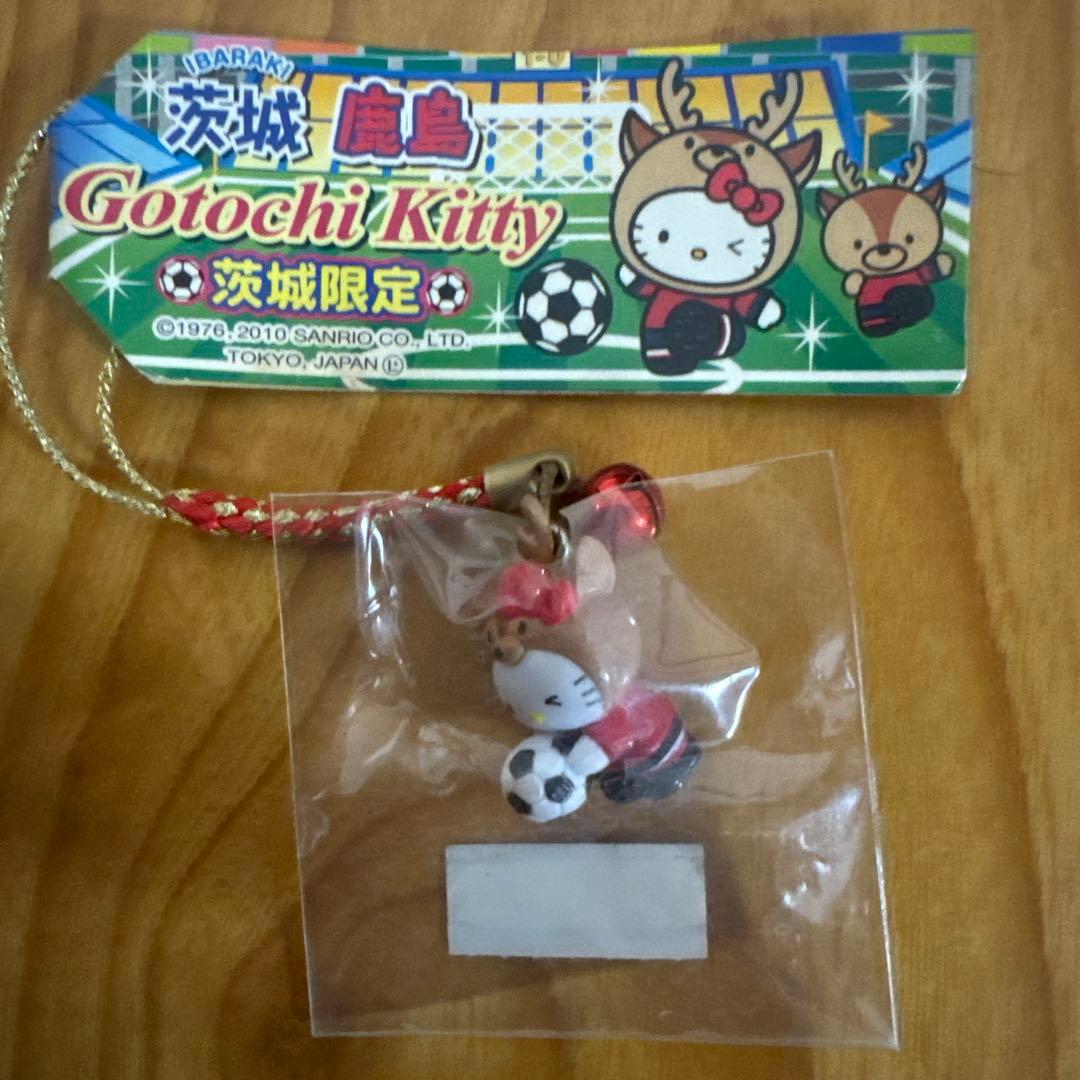 IBARAKI
茨城 鹿島
Gotochi Kitty
茨城限定
©1976, 2010 SANRIO CO., LTD.
TOKYO, JAPAN Ⓛ